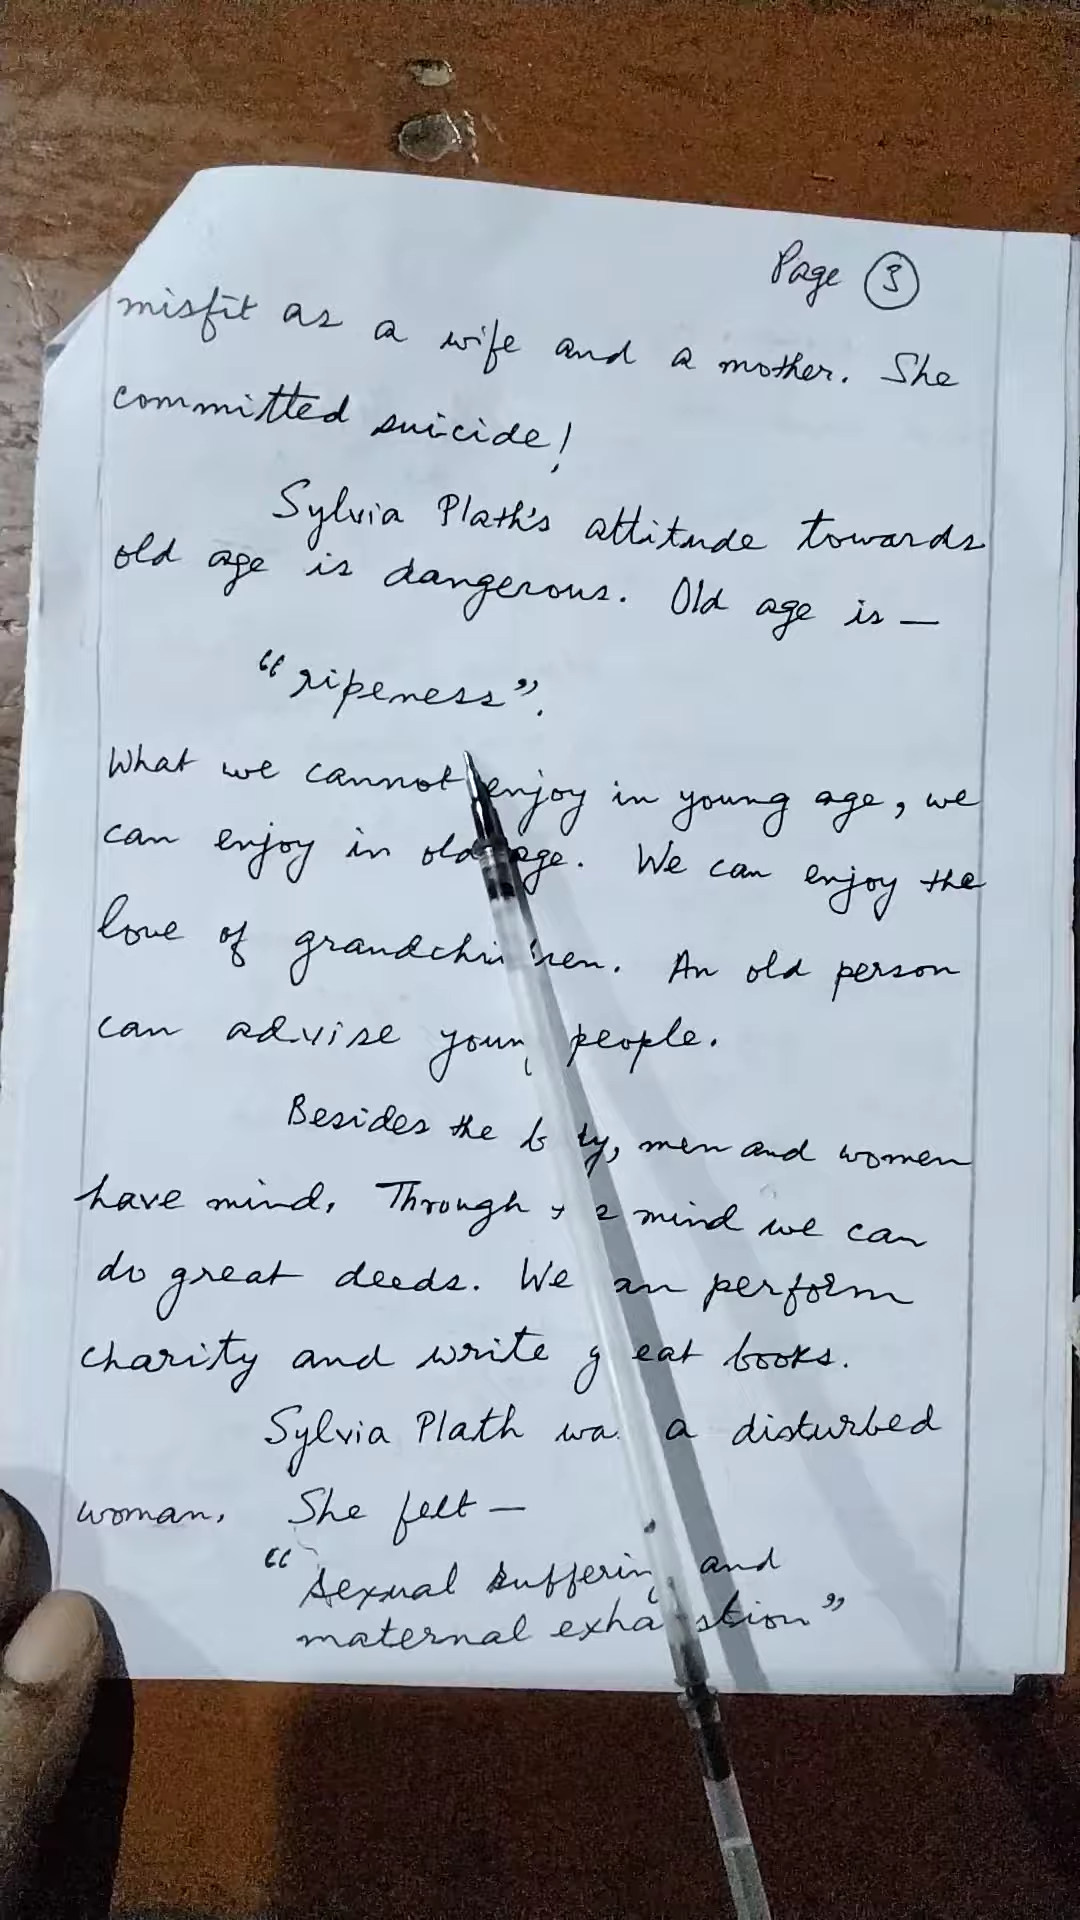 Page 3
misfit as a wife and a mother. She
committed suicide!
Sylvia Plath's attitude towards
old age is dangerous. Old age is —
"ripeness".
What we cannot enjoy in young age, we
can enjoy in old age. We can enjoy the
love of grandchildren. An old person
can advise young people.
Besides the body, men and women
have mind. Through the mind we can
do great deeds. We can perform
charity and write great books.
Sylvia Plath was a disturbed
woman. She felt —
"sexual suffering and
maternal exhaustion"